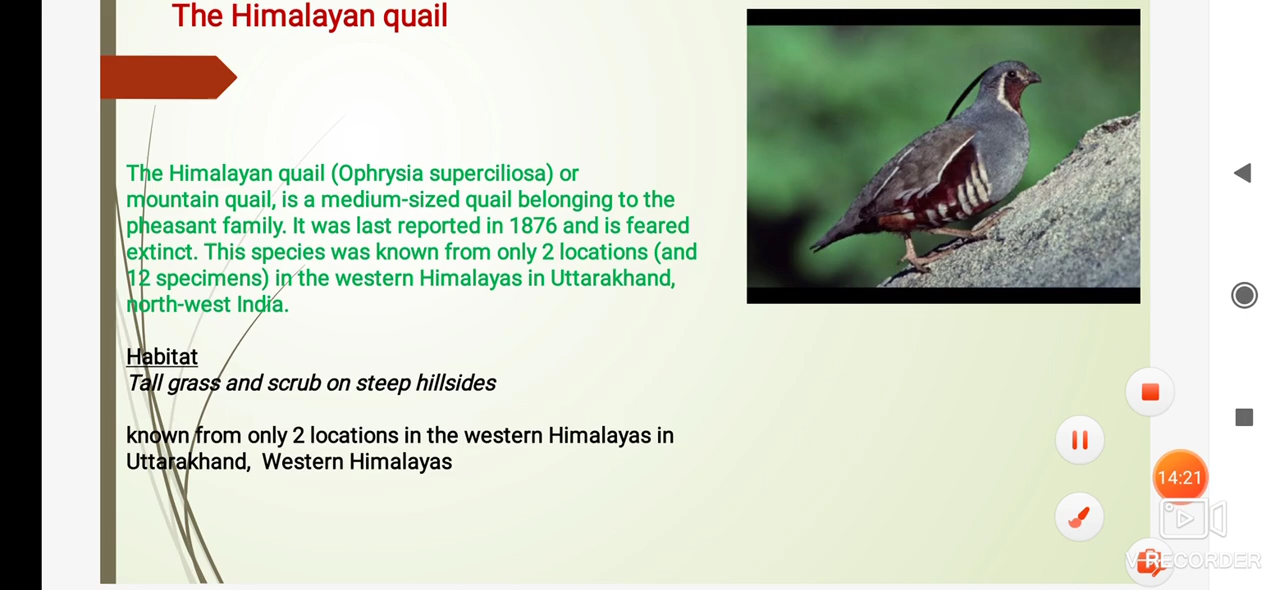 The Himalayan quail
The Himalayan quail (Ophrysia superciliosa) or
mountain quail, is a medium-sized quail belonging to the
pheasant family. It was last reported in 1876 and is feared
extinct. This species was known from only 2 locations (and
12 specimens) in the western Himalayas in Uttarakhand,
north-west India.
Habitat
Tall grass and scrub on steep hillsides
known from only 2 locations in the western Himalayas in
Uttarakhand, Western Himalayas
14:21
V RECORDER